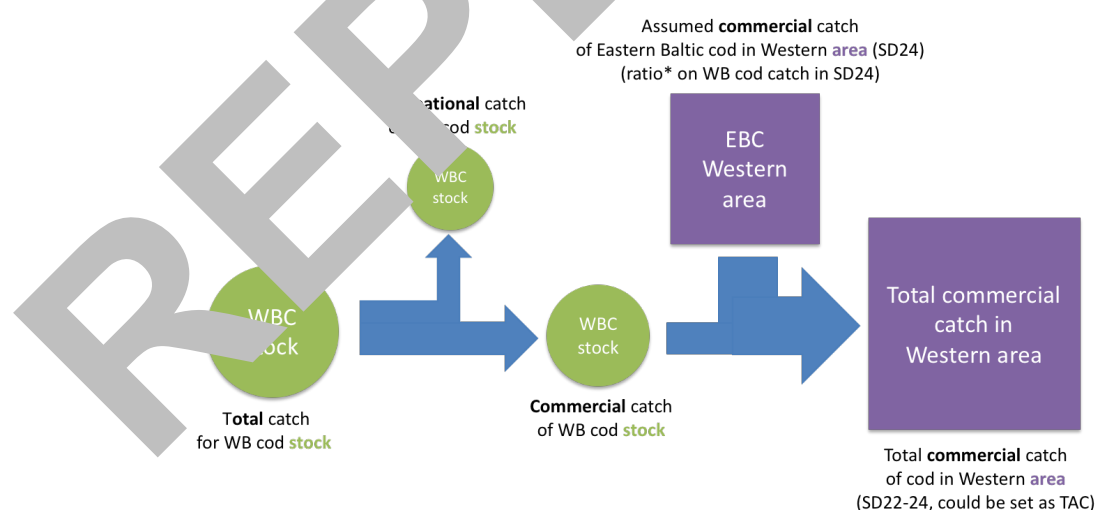 Assumed commercial catch
of Eastern Baltic cod in Western area (SD24)
(ratio* on WB cod catch in SD24)
ational catch
cod stock
WBC
stock
EBC
Western
area
WBC
stock
Total catch
for WB cod stock
WBC
stock
Commercial catch
of WB cod stock
Total commercial
catch in
Western area
Total commercial catch
of cod in Western area
(SD22-24, could be set as TAC)
REP